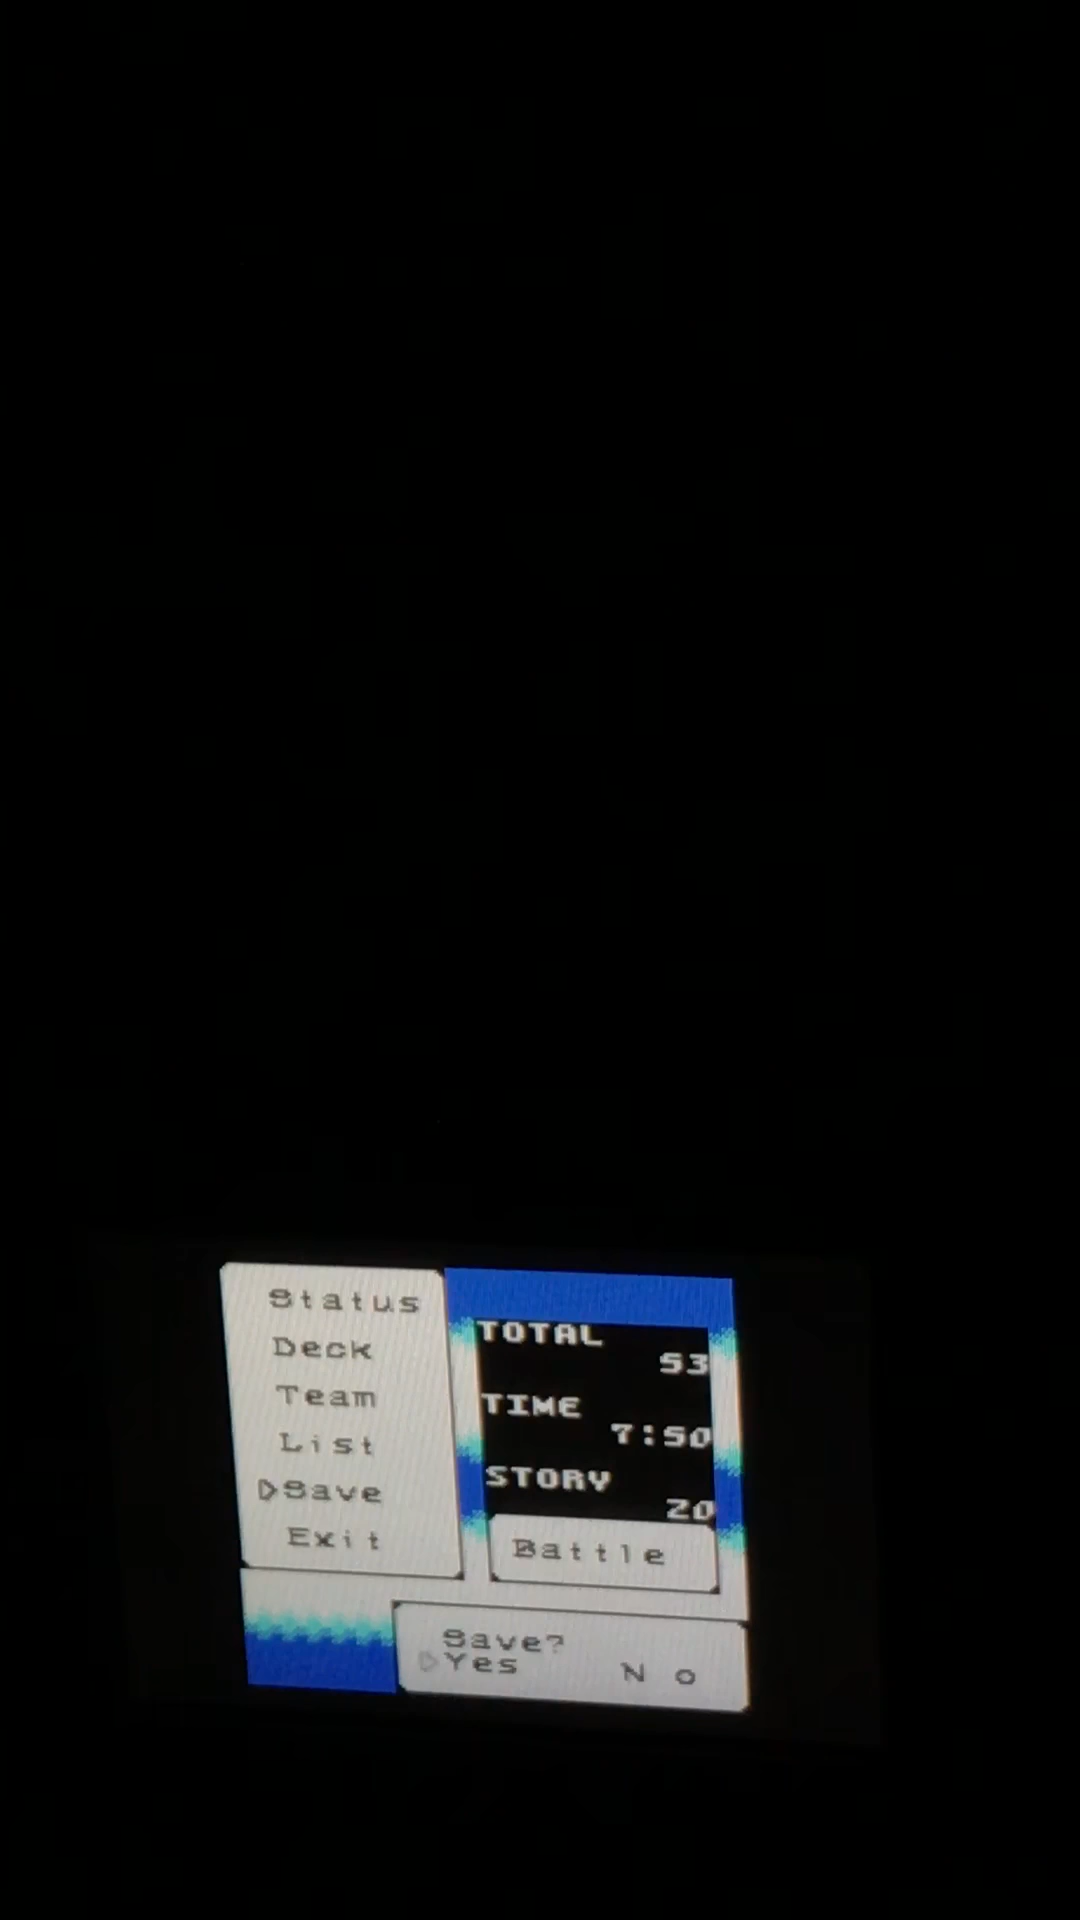 Status
Deck
Team
List
Save
Exit
TOTAL
53
TIME
7:50
STORY
20
Battle
Save?
Yes No